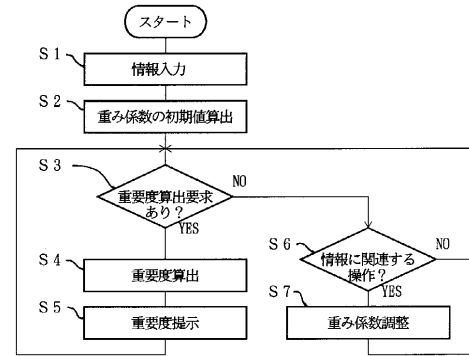 スタート
S1
情報入力
S2
重み係数の初期値算出
S3
重要度算出要求
あり?
NO
YES
S4
重要度算出
S5
重要度提示
S6
情報に関連する
操作?
NO
YES
S7
重み係数調整